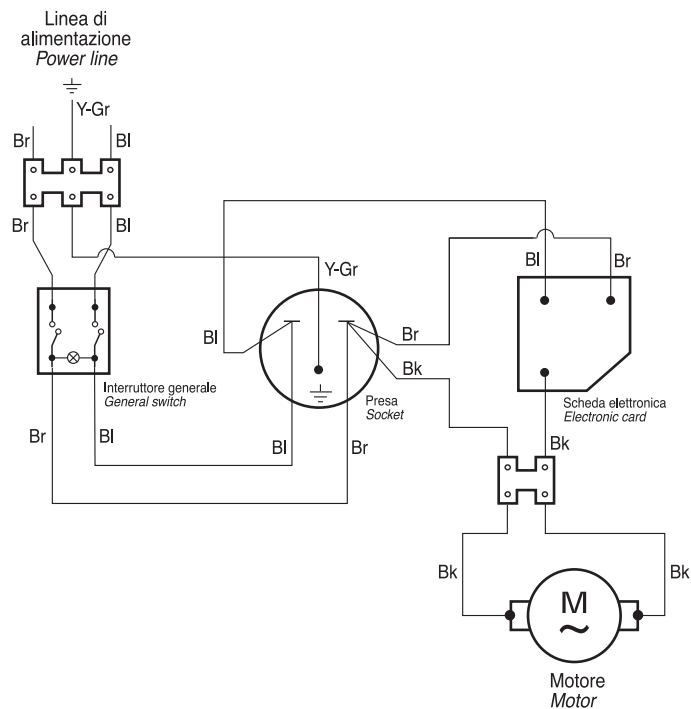 Linea di
alimentazione
Power line
Y-Gr
Br
Bl
Br
Bl
Y-Gr
Bl
Br
Bl
Br
Bk
Interruttore generale
General switch
Presa
Socket
Scheda elettronica
Electronic card
Br
Bl
Bl
Br
Bk
Bk
Bk
M
~
Motore
Motor